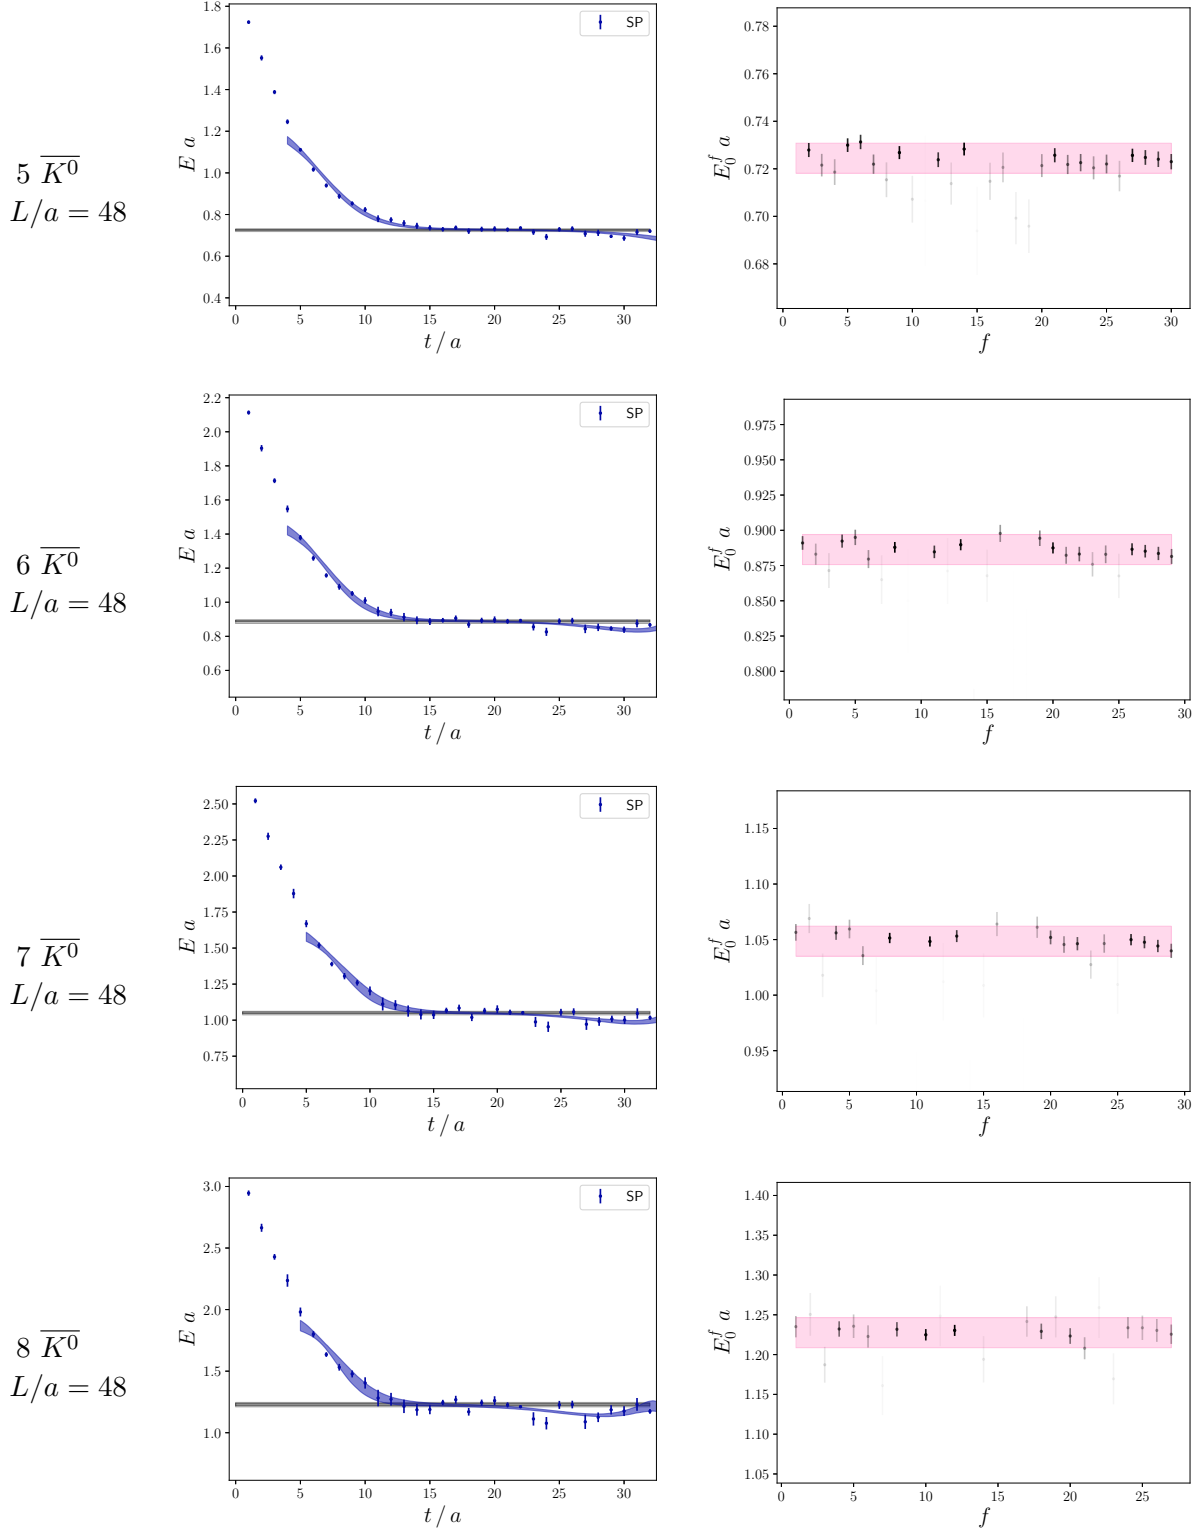 5 $\overline{K^0}$
L/a = 48
1.8
1.6
1.4
1.2
1.0
0.8
0.6
0.4
E a
SP
0 5 10 15 20 25 30
t / a
0.78
0.76
0.74
0.72
0.70
0.68
$E_0^f$ a
0 5 10 15 20 25 30
f
6 $\overline{K^0}$
L/a = 48
2.2
2.0
1.8
1.6
1.4
1.2
1.0
0.8
0.6
E a
SP
0 5 10 15 20 25 30
t / a
0.975
0.950
0.925
0.900
0.875
0.850
0.825
0.800
$E_0^f$ a
0 5 10 15 20 25 30
f
7 $\overline{K^0}$
L/a = 48
2.50
2.25
2.00
1.75
1.50
1.25
1.00
0.75
E a
SP
0 5 10 15 20 25 30
t / a
1.15
1.10
1.05
1.00
0.95
$E_0^f$ a
0 5 10 15 20 25 30
f
8 $\overline{K^0}$
L/a = 48
3.0
2.5
2.0
1.5
1.0
E a
SP
0 5 10 15 20 25 30
t / a
1.40
1.35
1.30
1.25
1.20
1.15
1.10
1.05
$E_0^f$ a
0 5 10 15 20 25
f